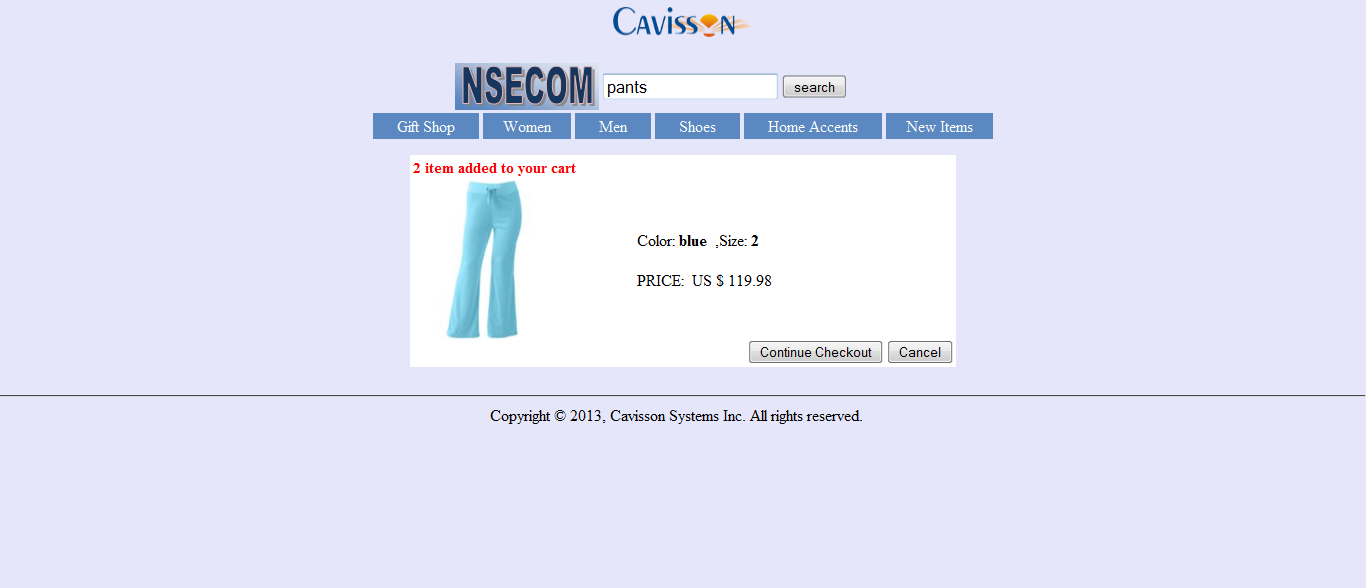 CAVISSON
NSECOM pants search
Gift Shop Women Men Shoes Home Accents New Items
2 item added to your cart
Color: blue ,Size: 2
PRICE: US $ 119.98
Continue Checkout Cancel
Copyright © 2013, Cavisson Systems Inc. All rights reserved.